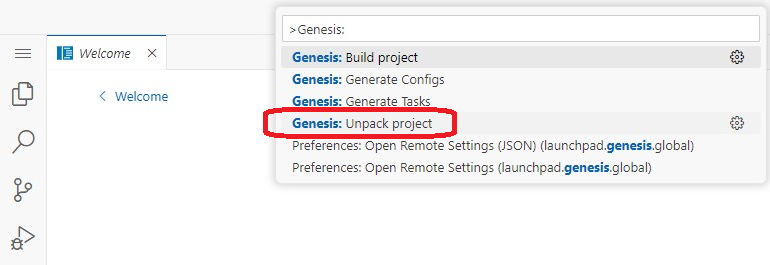 >Genesis:
Welcome
Welcome
Genesis: Build project
Genesis: Generate Configs
Genesis: Generate Tasks
Genesis: Unpack project
Preferences: Open Remote Settings (JSON) (launchpad.genesis.global)
Preferences: Open Remote Settings (launchpad.genesis.global)